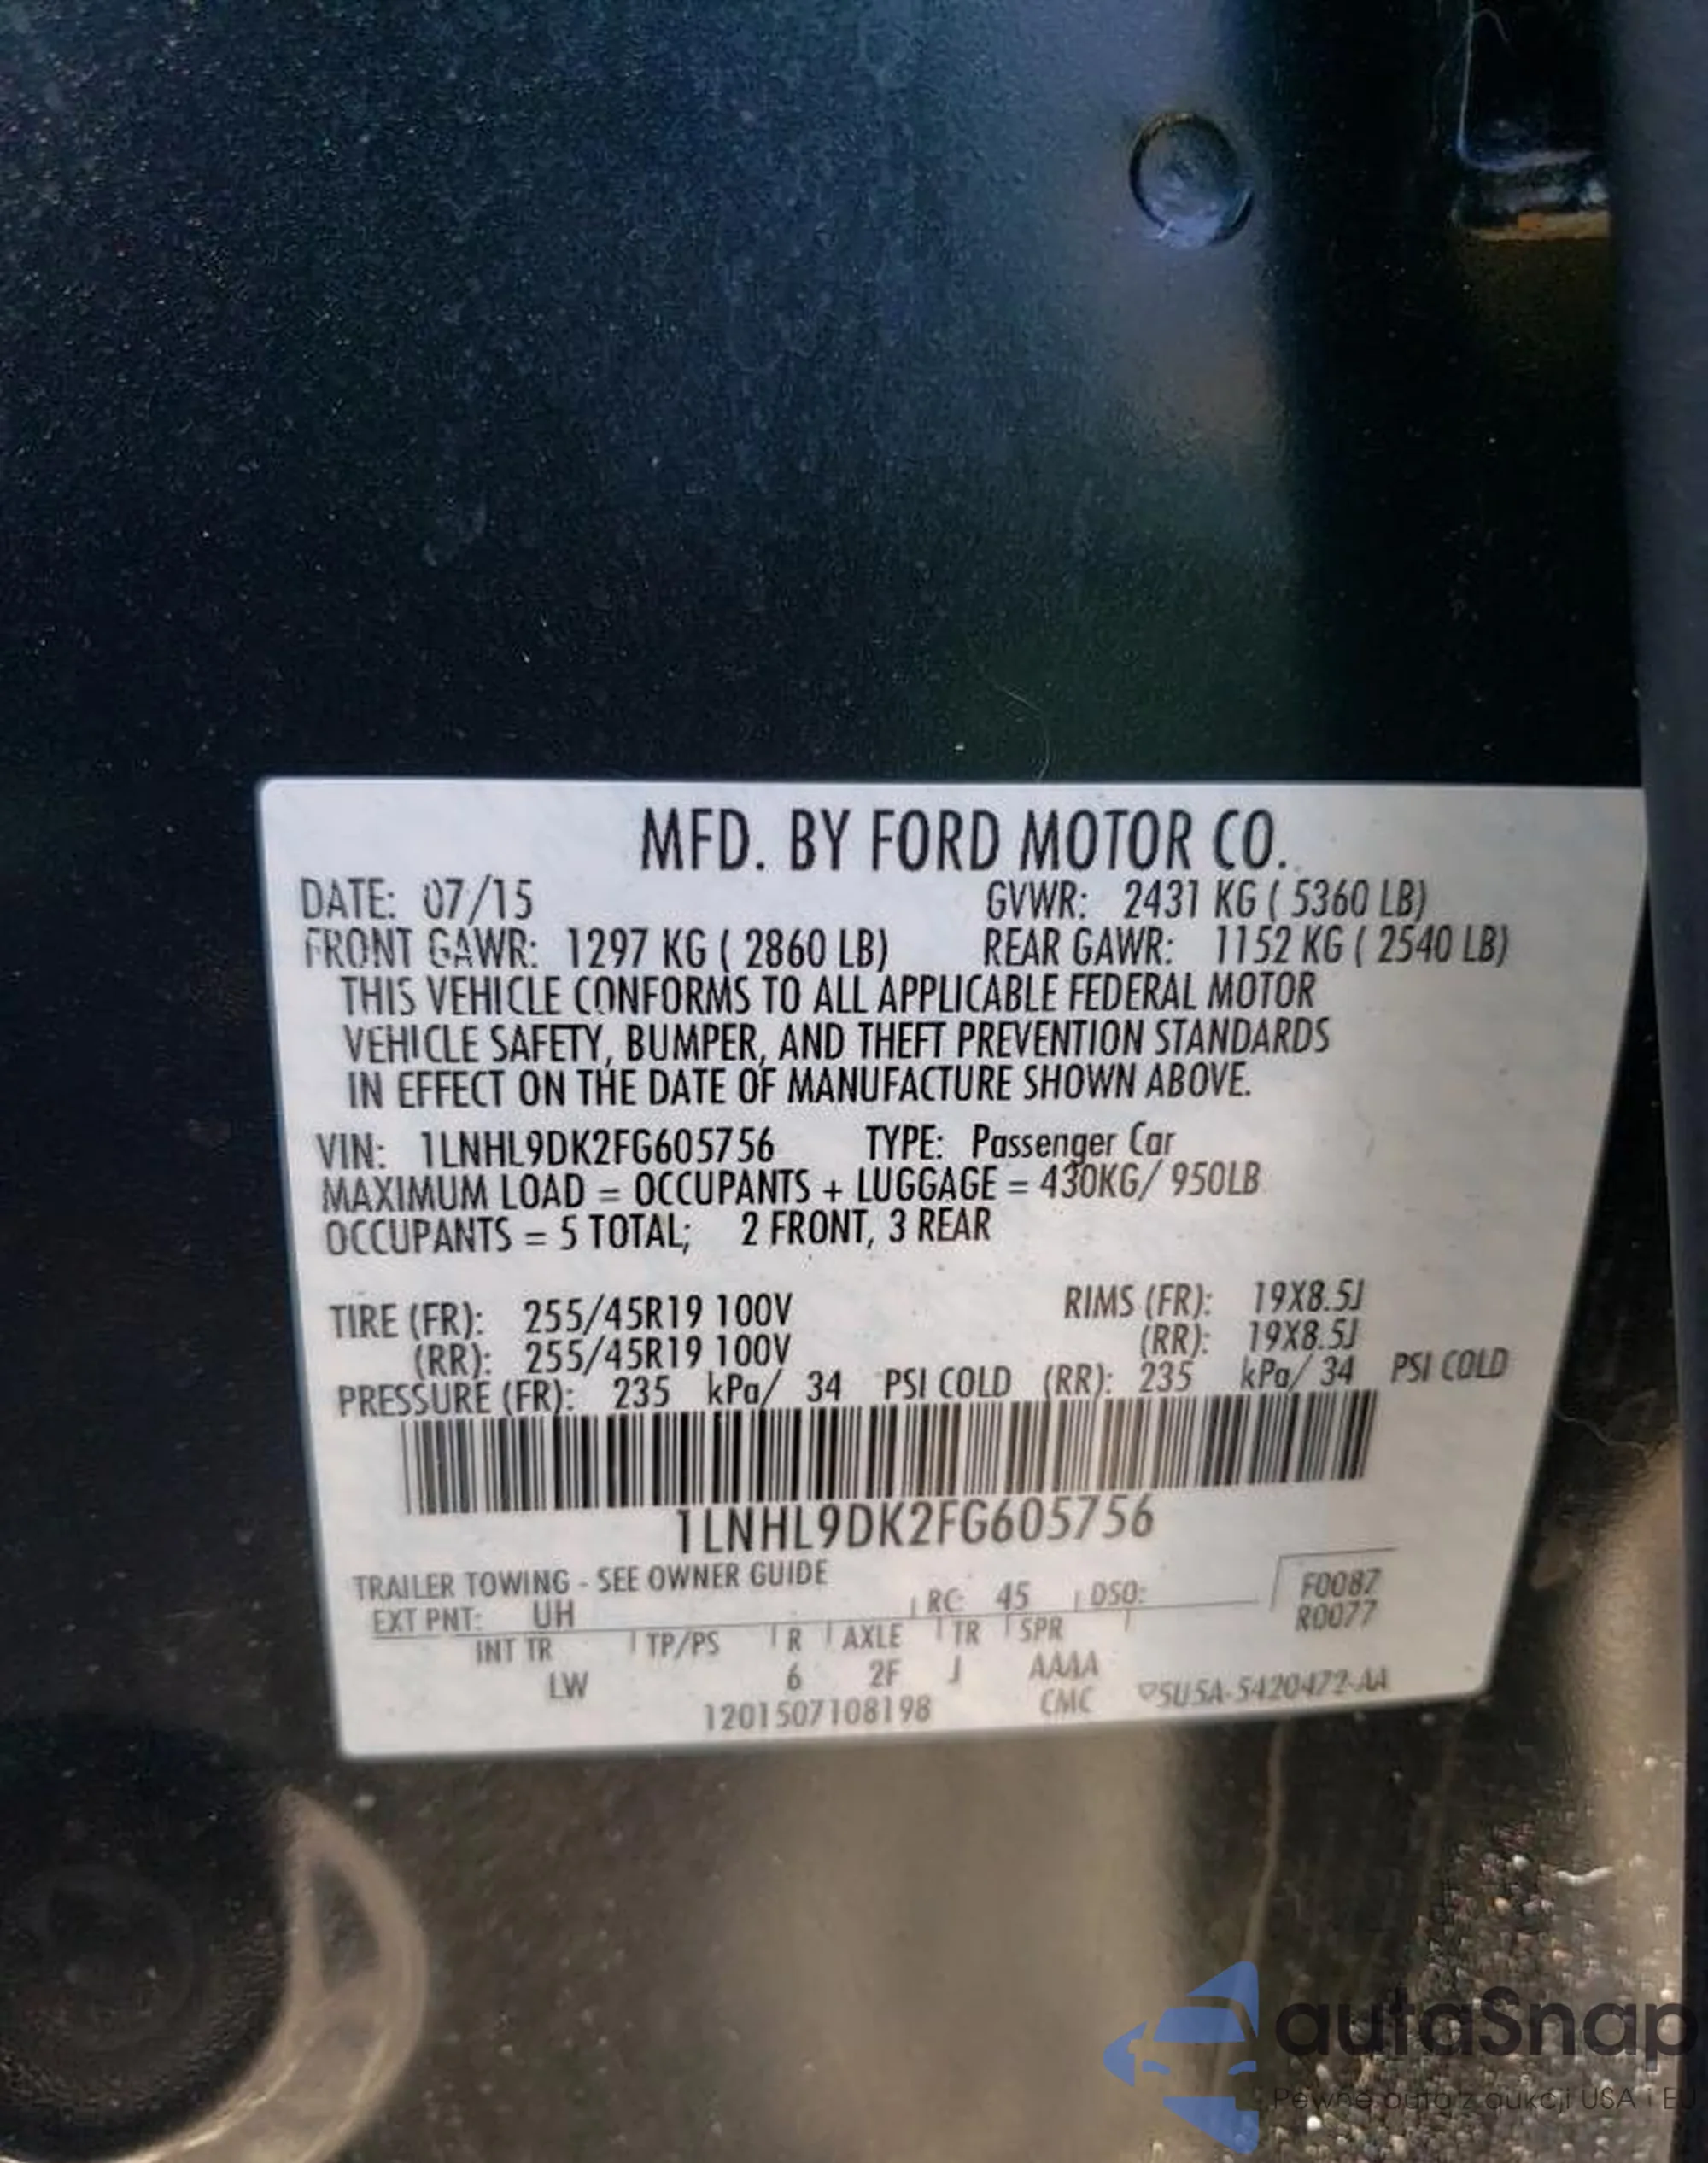 MFD. BY FORD MOTOR CO.
DATE: 07/15 GVWR: 2431 KG ( 5360 LB)
FRONT GAWR: 1297 KG ( 2860 LB) REAR GAWR: 1152 KG ( 2540 LB)
THIS VEHICLE CONFORMS TO ALL APPLICABLE FEDERAL MOTOR
VEHICLE SAFETY, BUMPER, AND THEFT PREVENTION STANDARDS
IN EFFECT ON THE DATE OF MANUFACTURE SHOWN ABOVE.
VIN: 1LNHL9DK2FG605756 TYPE: Passenger Car
MAXIMUM LOAD = OCCUPANTS + LUGGAGE = 430KG/ 950LB
OCCUPANTS = 5 TOTAL; 2 FRONT, 3 REAR
TIRE (FR): 255/45R19 100V RIMS (FR): 19X8.5J
(RR): 255/45R19 100V (RR): 19X8.5J
PRESSURE (FR): 235 kPa/ 34 PSI COLD (RR): 235 kPa/ 34 PSI COLD
1LNHL9DK2FG605756
TRAILER TOWING - SEE OWNER GUIDE
EXT PNT: UH RC: 45 DSO: F0087
R0077
INT TR TP/PS R AXLE TR SPR
LW 6 2F J AAAA
1201507108198 CMC 5U5A-5420472-AA
autaSnap
Pewne auta z aukcji USA i EU